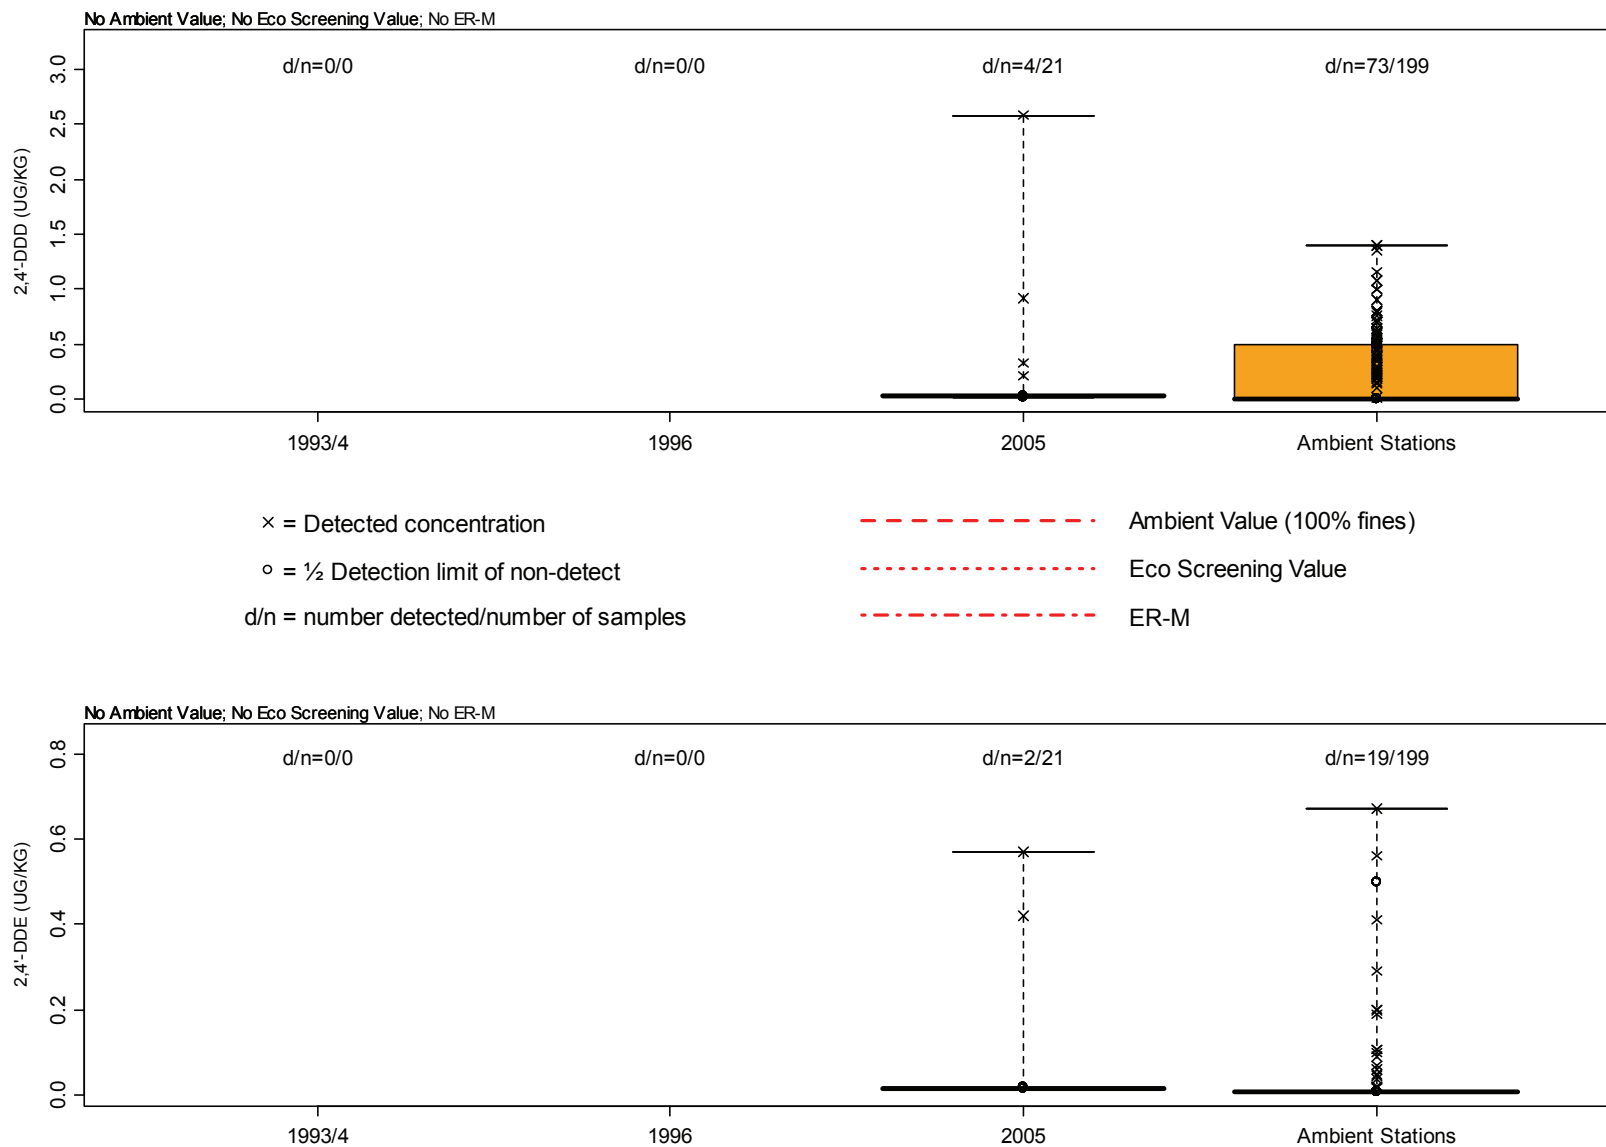 No Ambient Value; No Eco Screening Value; No ER-M
d/n=0/0 d/n=0/0 d/n=4/21 d/n=73/199
2,4'-DDD (UG/KG)
3.0
2.5
2.0
1.5
1.0
0.5
0.0
1993/4 1996 2005 Ambient Stations
× = Detected concentration
o = ½ Detection limit of non-detect
d/n = number detected/number of samples
Ambient Value (100% fines)
Eco Screening Value
ER-M
No Ambient Value; No Eco Screening Value; No ER-M
d/n=0/0 d/n=0/0 d/n=2/21 d/n=19/199
2,4'-DDE (UG/KG)
0.8
0.6
0.4
0.2
0.0
1993/4 1996 2005 Ambient Stations